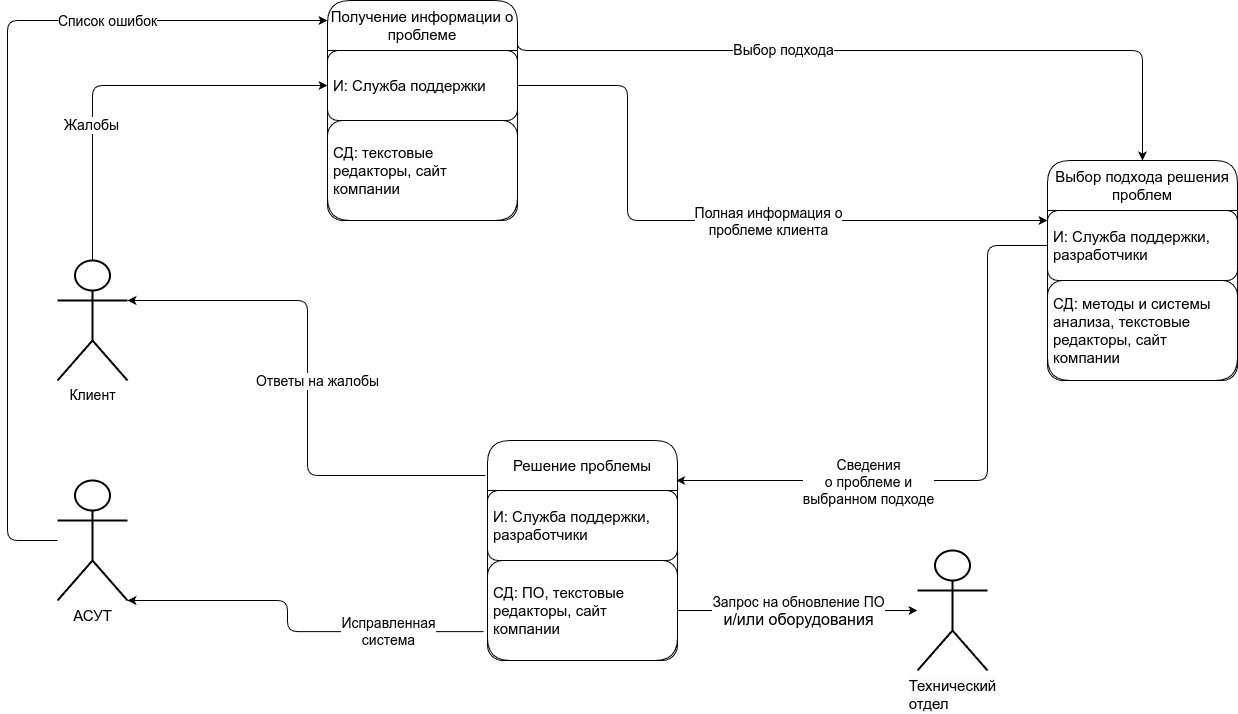 Список ошибок
Получение информации о
проблеме
Выбор подхода
И: Служба поддержки
Жалобы
СД: текстовые
редакторы, сайт
компании
Выбор подхода решения
проблем
Полная информация о
проблеме клиента
И: Служба поддержки,
разработчики
СД: методы и системы
анализа, текстовые
редакторы, сайт
компании
Клиент
Ответы на жалобы
Решение проблемы
Сведения
о проблеме и
выбранном подходе
И: Служба поддержки,
разработчики
СД: ПО, текстовые
редакторы, сайт
компании
АСУТ
Исправленная
система
Запрос на обновление ПО
и/или оборудования
Технический
отдел